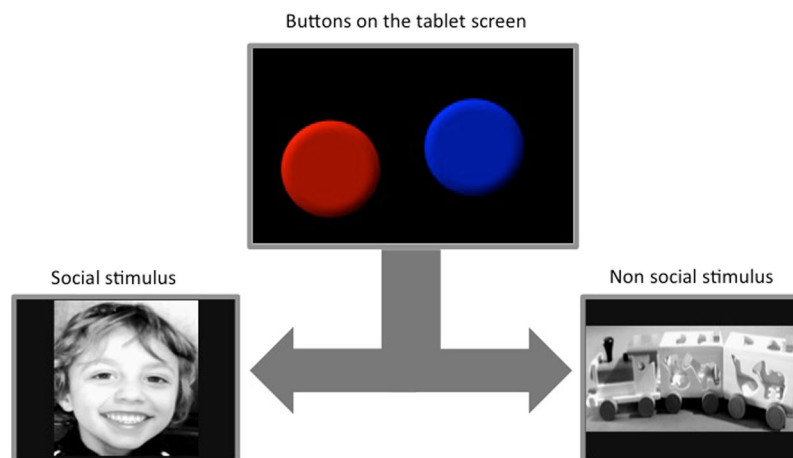 Buttons on the tablet screen
Social stimulus
Non social stimulus